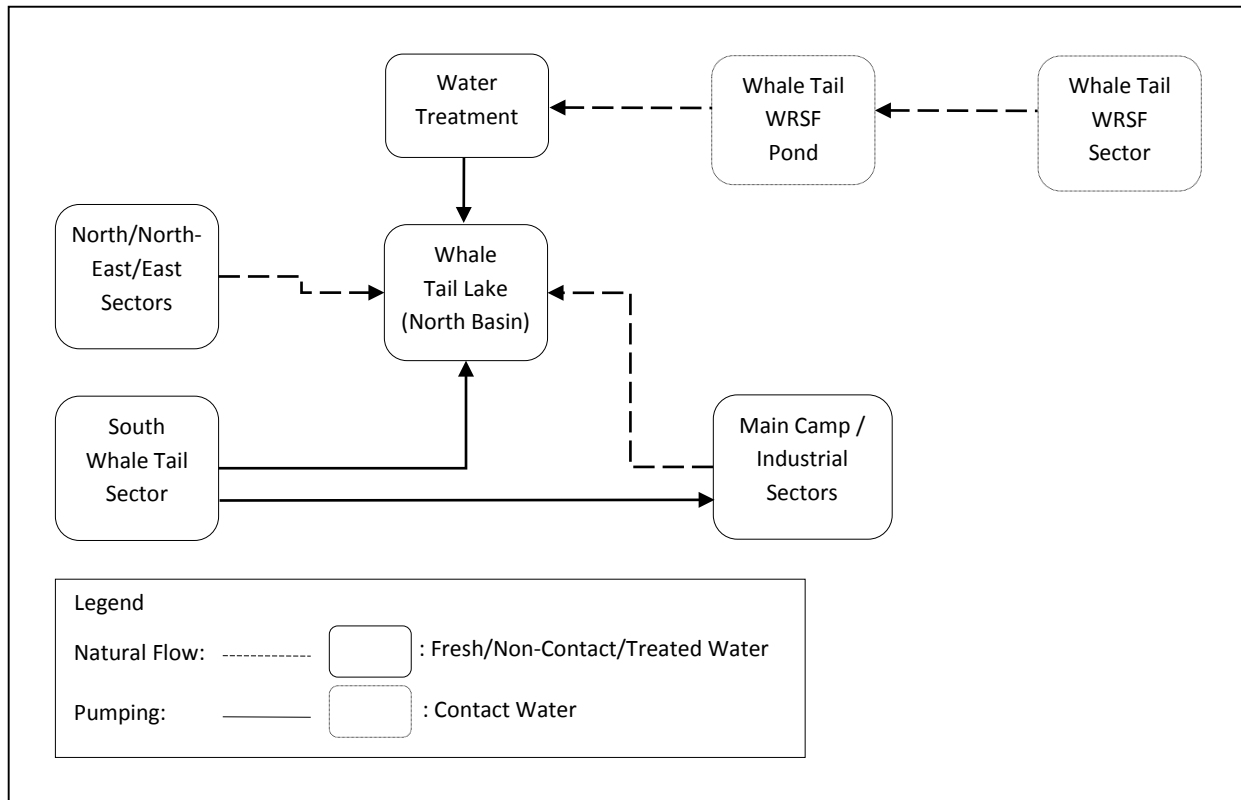 Water
Treatment
Whale Tail
WRSF
Pond
Whale Tail
WRSF
Sector
North/North-
East/East
Sectors
Whale
Tail Lake
(North Basin)
South
Whale Tail
Sector
Main Camp /
Industrial
Sectors
Legend
Natural Flow:
: Fresh/Non-Contact/Treated Water
Pumping:
: Contact Water